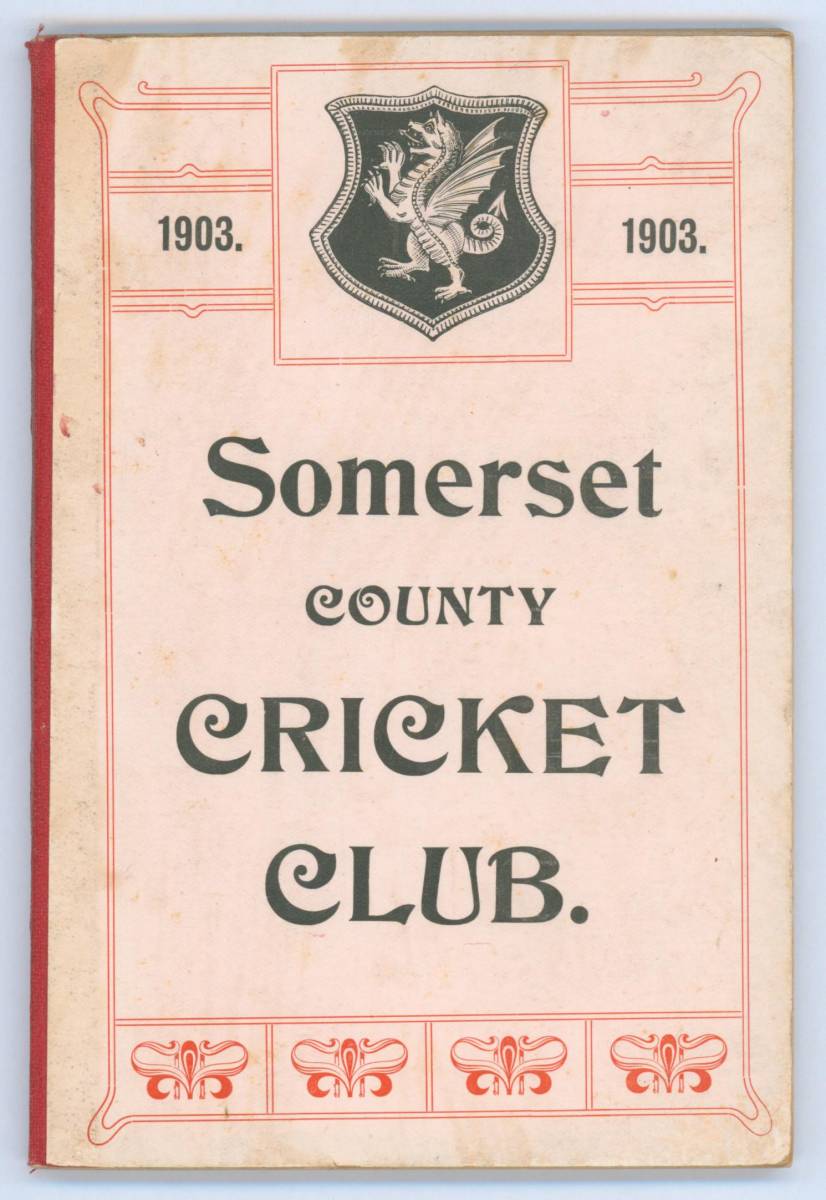 1903. 1903.
Somerset
COUNTY
CRICKET
CLUB.